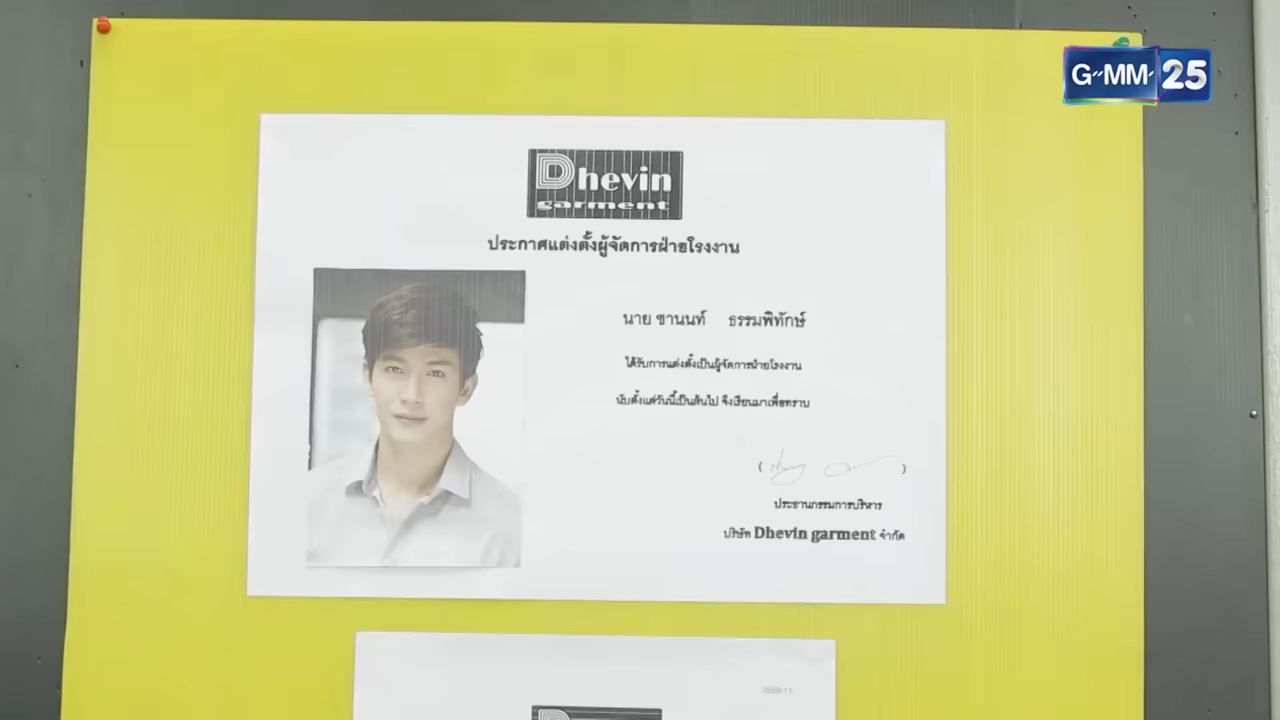 GMM 25
Dhevin
garment
ประกาศแต่งตั้งผู้จัดการฝ่ายโรงงาน
นาย ชานนท์ ธรรมพิทักษ์
ได้รับการแต่งตั้งเป็นผู้จัดการฝ่ายโรงงาน
นับตั้งแต่วันนี้เป็นต้นไป จึงเรียนมาเพื่อทราบ
( )
ประธานกรรมการบริหาร
บริษัท Dhevin garment จำกัด